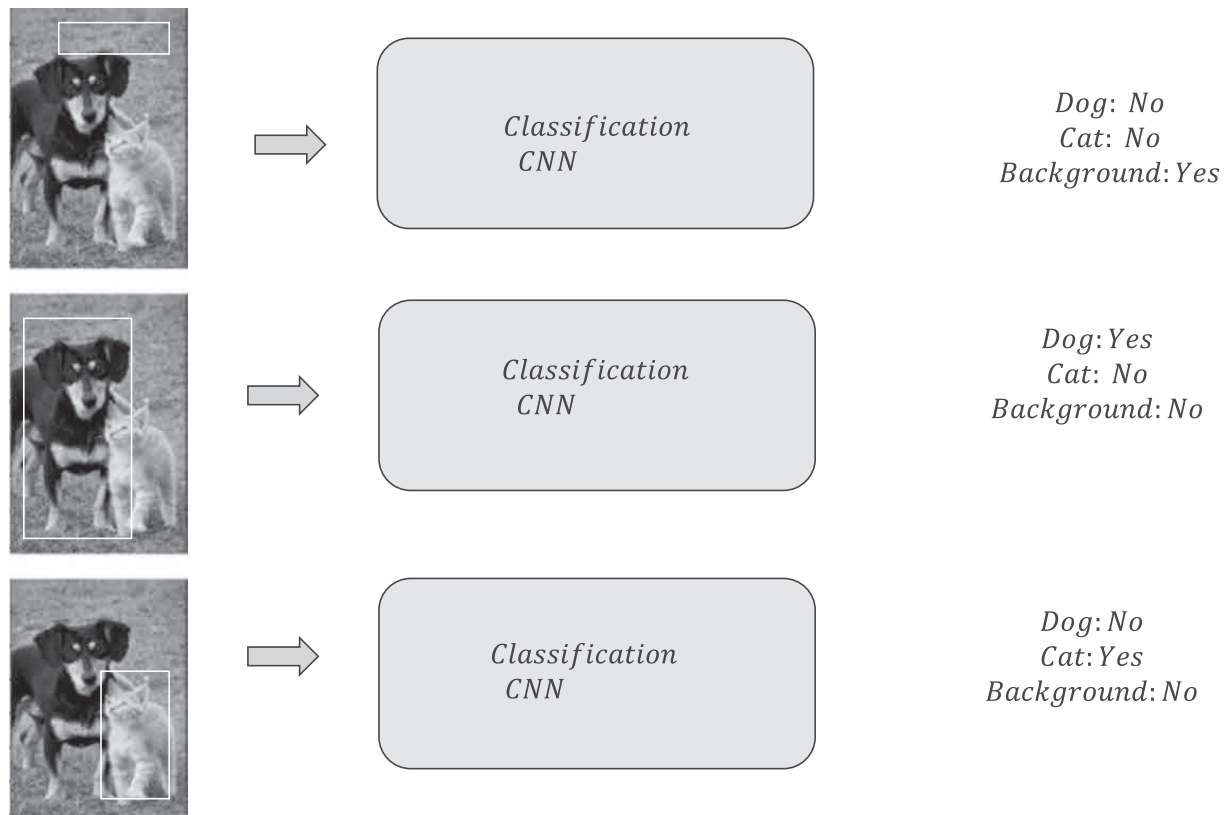 Classification
CNN
Dog: No
Cat: No
Background: Yes
Classification
CNN
Dog: Yes
Cat: No
Background: No
Classification
CNN
Dog: No
Cat: Yes
Background: No